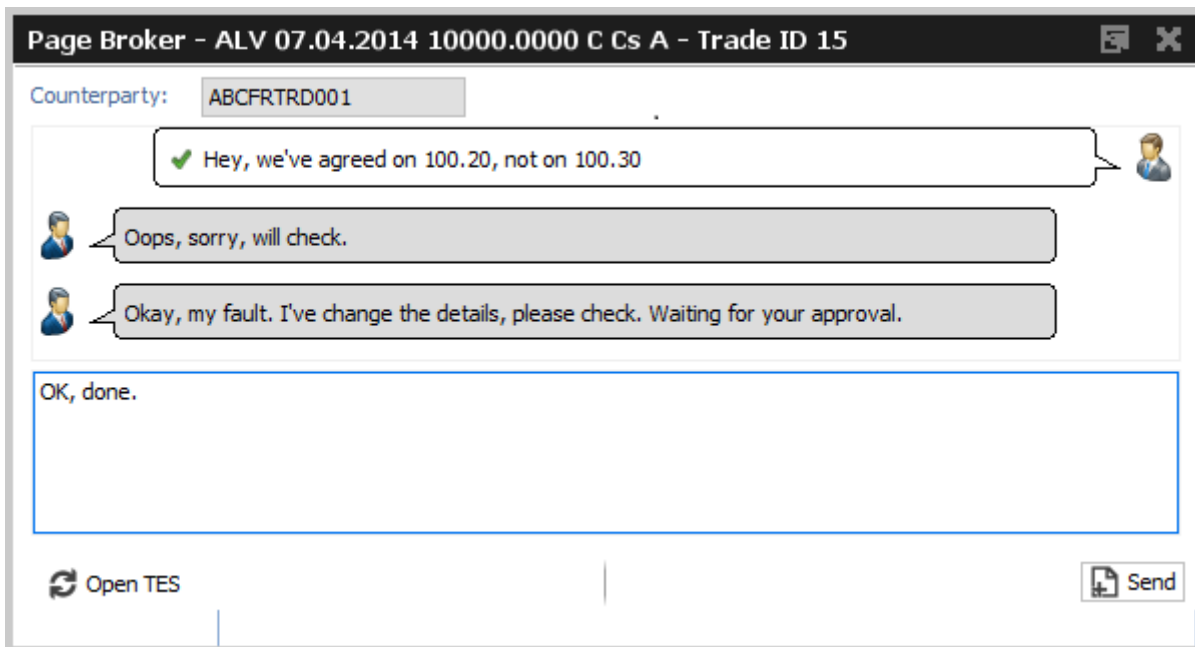 Page Broker - ALV 07.04.2014 10000.0000 C Cs A - Trade ID 15
Counterparty: ABCFRTRD001
Hey, we've agreed on 100.20, not on 100.30
Oops, sorry, will check.
Okay, my fault. I've change the details, please check. Waiting for your approval.
OK, done.
Open TES Send